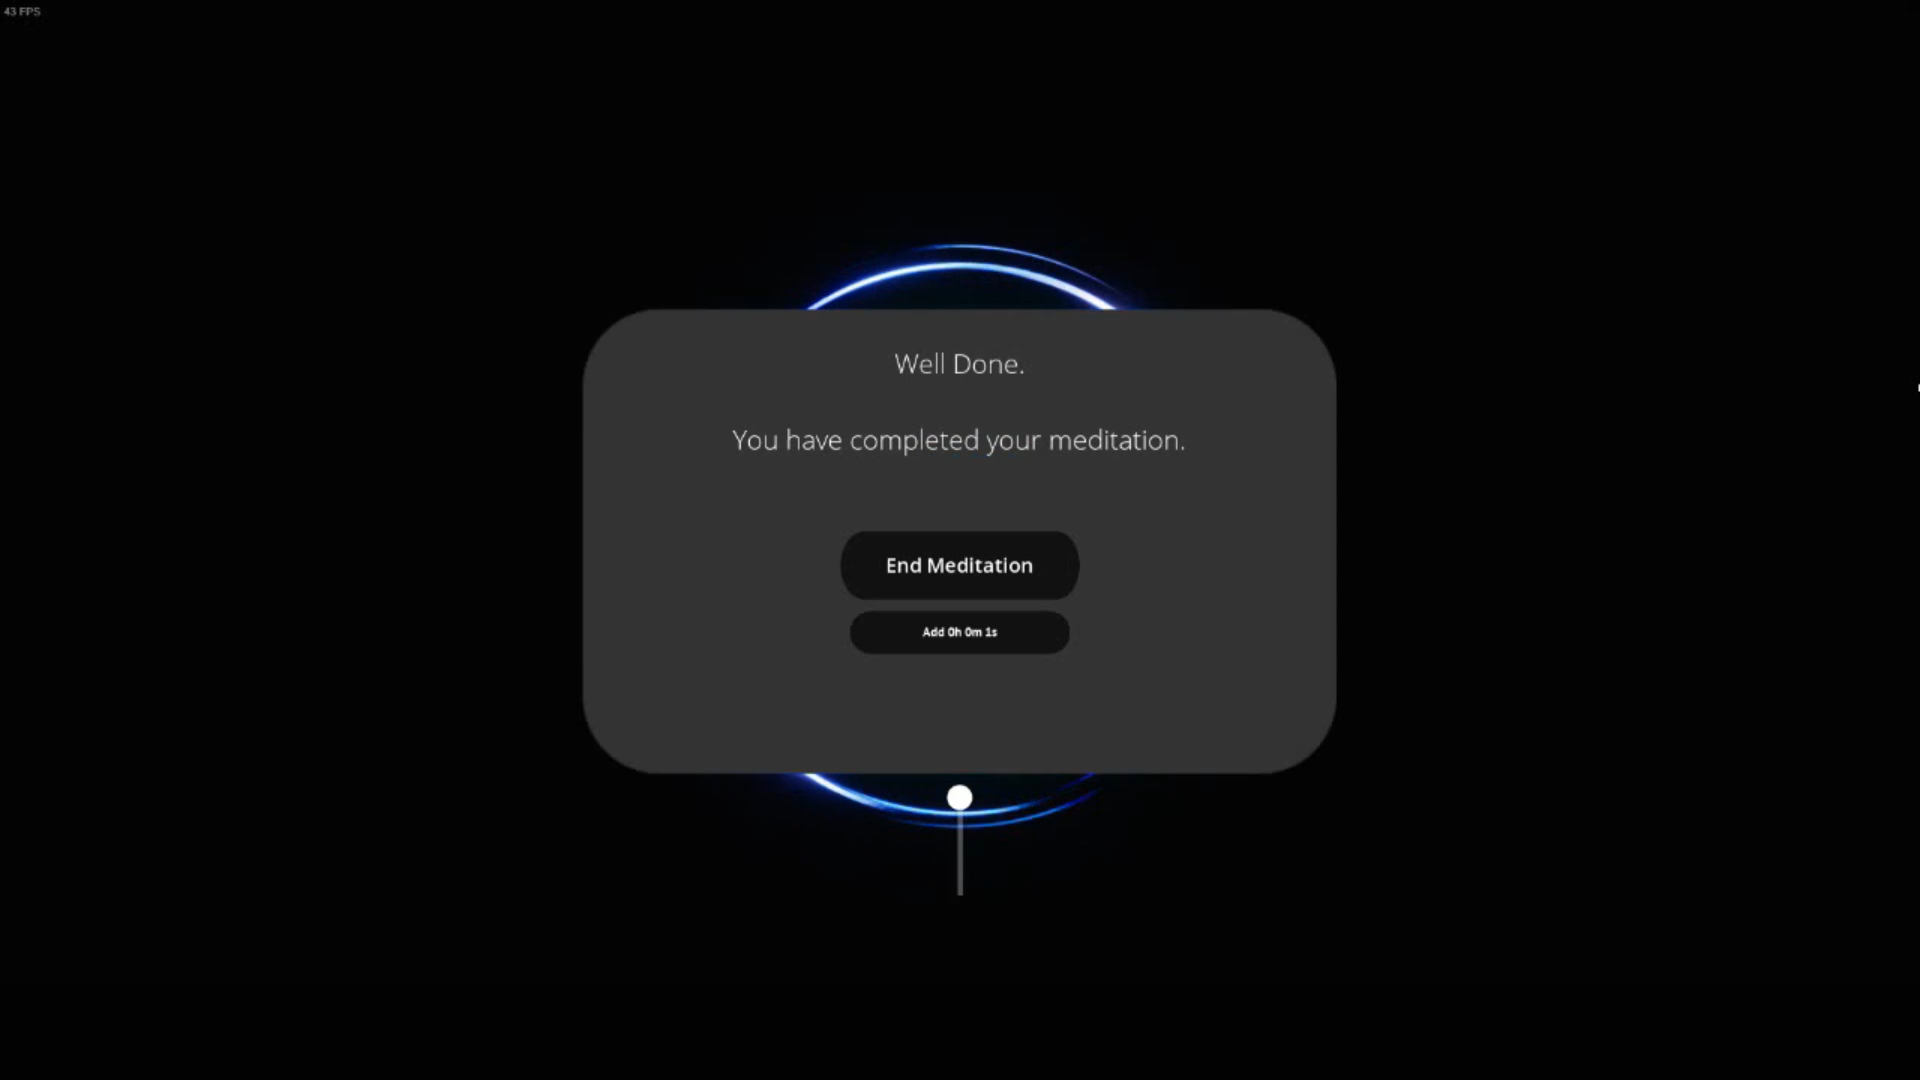 43 FPS
Well Done.
You have completed your meditation.
End Meditation
Add 0h 0m 1s